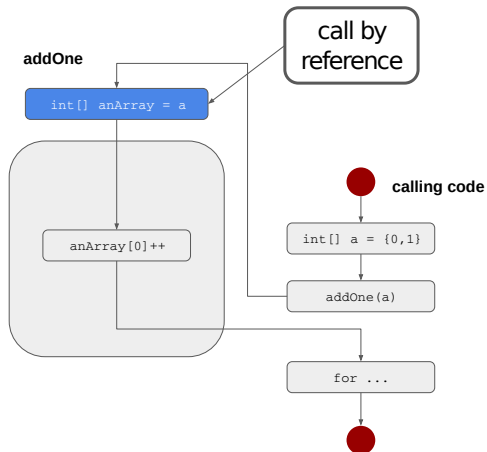 call by
reference
addOne
int[] anArray = a
calling code
int[] a = {0,1}
anArray[0]++
addOne(a)
for ...